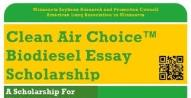 Minnesota Soybean Research and Promotion Council
American Lung Association in Minnesota
Clean Air Choice™
Biodiesel Essay
Scholarship
A Scholarship For